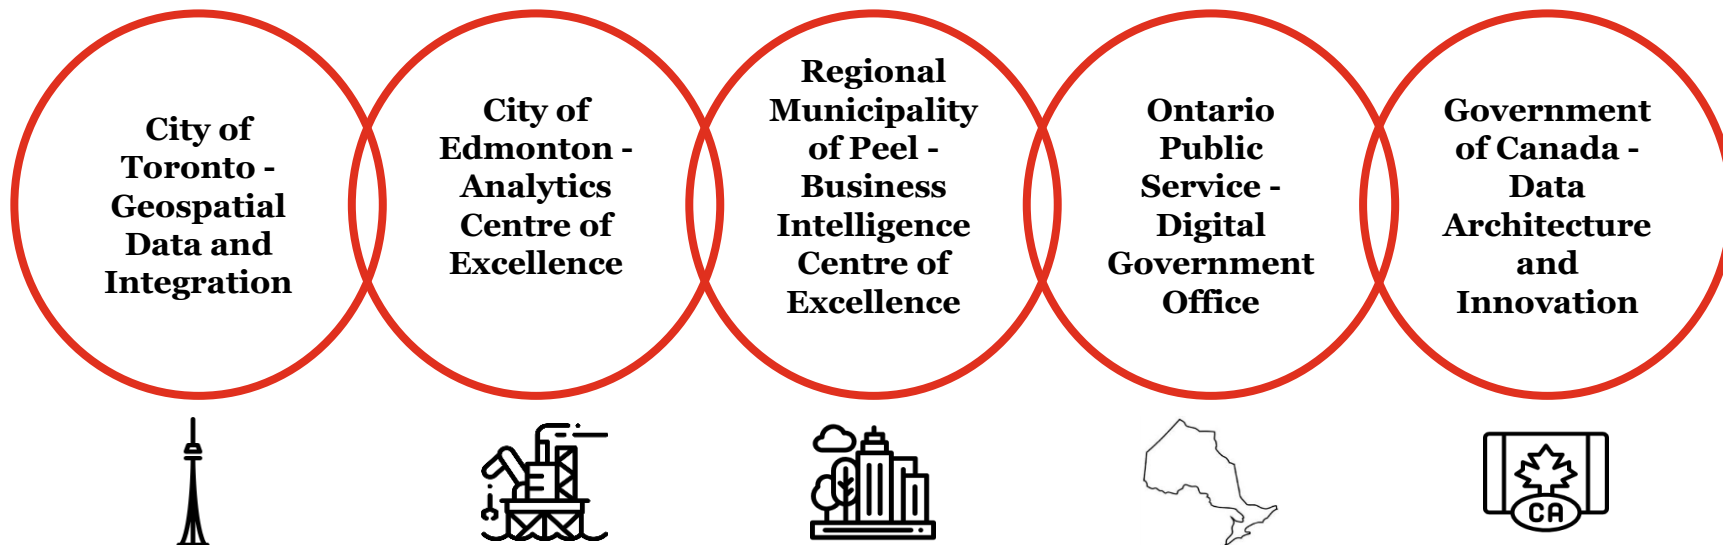 City of
Toronto -
Geospatial
Data and
Integration
City of
Edmonton -
Analytics
Centre of
Excellence
Regional
Municipality
of Peel -
Business
Intelligence
Centre of
Excellence
Ontario
Public
Service -
Digital
Government
Office
Government
of Canada -
Data
Architecture
and
Innovation
CA